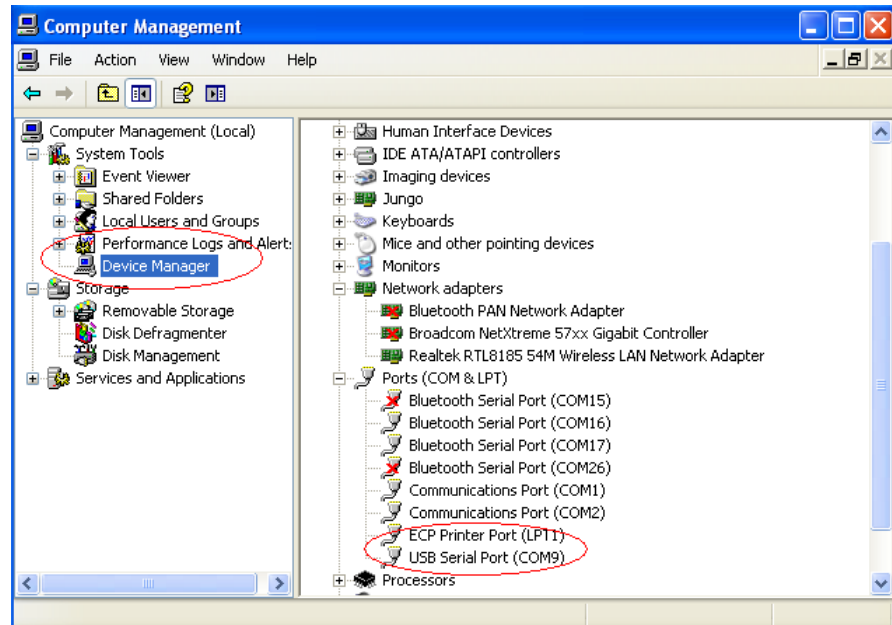 Computer Management
File Action View Window Help
Computer Management (Local)
System Tools
Event Viewer
Shared Folders
Local Users and Groups
Performance Logs and Alert:
Device Manager
Storage
Removable Storage
Disk Defragmenter
Disk Management
Services and Applications
Human Interface Devices
IDE ATA/ATAPI controllers
Imaging devices
Jungo
Keyboards
Mice and other pointing devices
Monitors
Network adapters
Bluetooth PAN Network Adapter
Broadcom NetXtreme 57xx Gigabit Controller
Realtek RTL8185 54M Wireless LAN Network Adapter
Ports (COM & LPT)
Bluetooth Serial Port (COM15)
Bluetooth Serial Port (COM16)
Bluetooth Serial Port (COM17)
Bluetooth Serial Port (COM26)
Communications Port (COM1)
Communications Port (COM2)
ECP Printer Port (LPT1)
USB Serial Port (COM9)
Processors